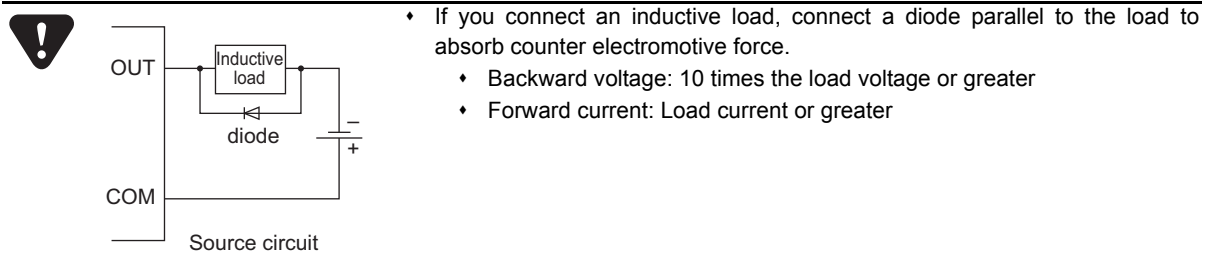 OUT
Inductive
load
diode
–
+
COM
Source circuit
♦ If you connect an inductive load, connect a diode parallel to the load to
absorb counter electromotive force.
♦ Backward voltage: 10 times the load voltage or greater
♦ Forward current: Load current or greater